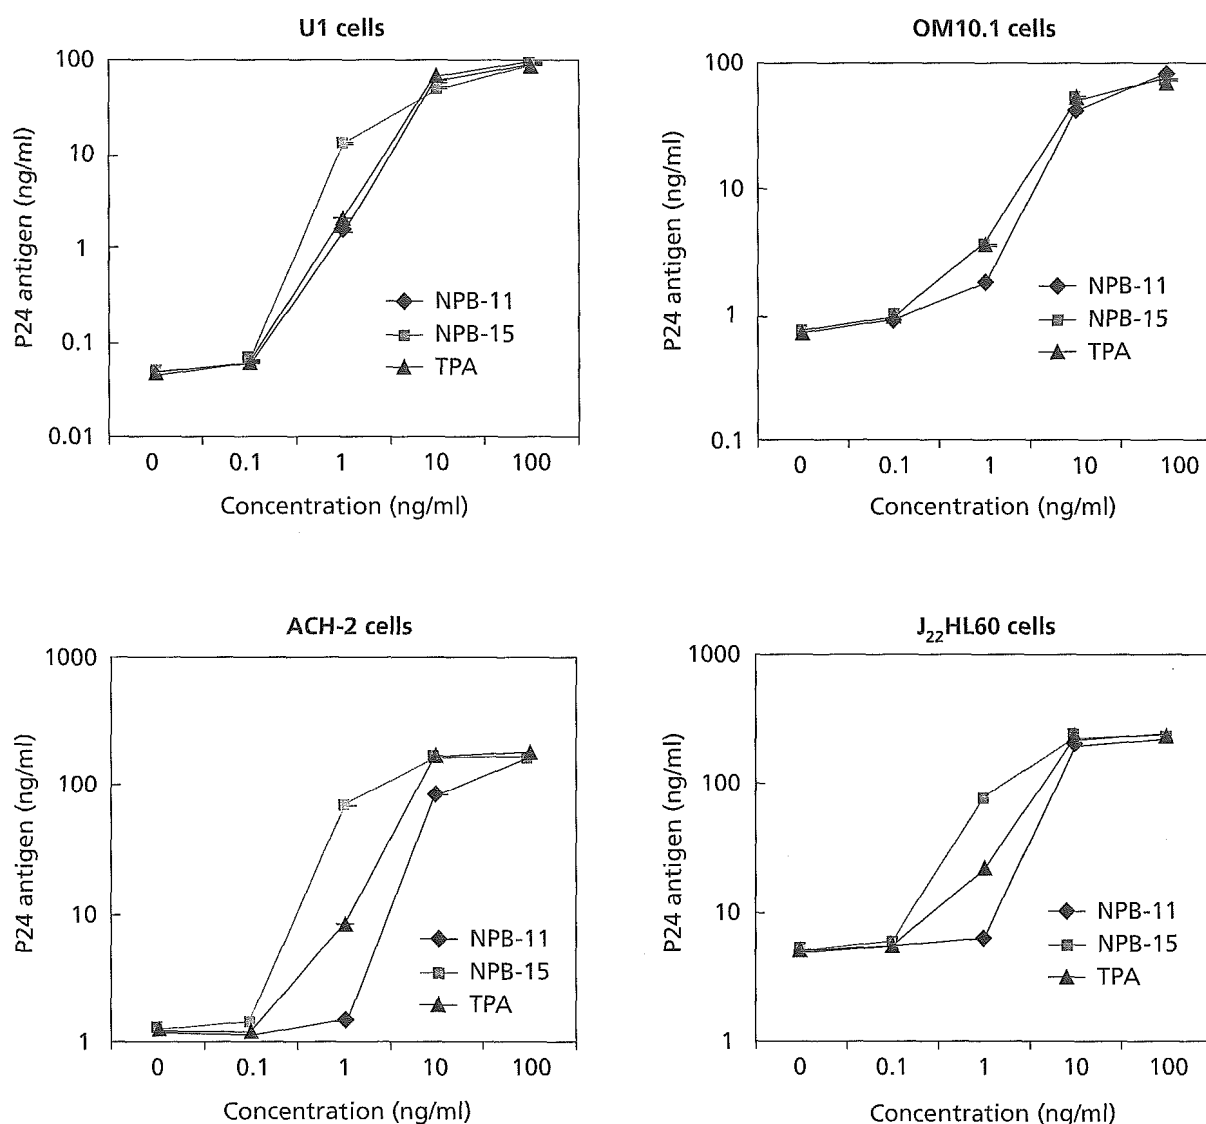 U1 cells
100
10
1
0.1
0.01
P24 antigen (ng/ml)
NPB-11
NPB-15
TPA
0 0.1 1 10 100
Concentration (ng/ml)
OM10.1 cells
100
10
1
0.1
P24 antigen (ng/ml)
NPB-11
NPB-15
TPA
0 0.1 1 10 100
Concentration (ng/ml)
ACH-2 cells
1000
100
10
1
P24 antigen (ng/ml)
NPB-11
NPB-15
TPA
0 0.1 1 10 100
Concentration (ng/ml)
J₂₂HL60 cells
1000
100
10
1
P24 antigen (ng/ml)
NPB-11
NPB-15
TPA
0 0.1 1 10 100
Concentration (ng/ml)